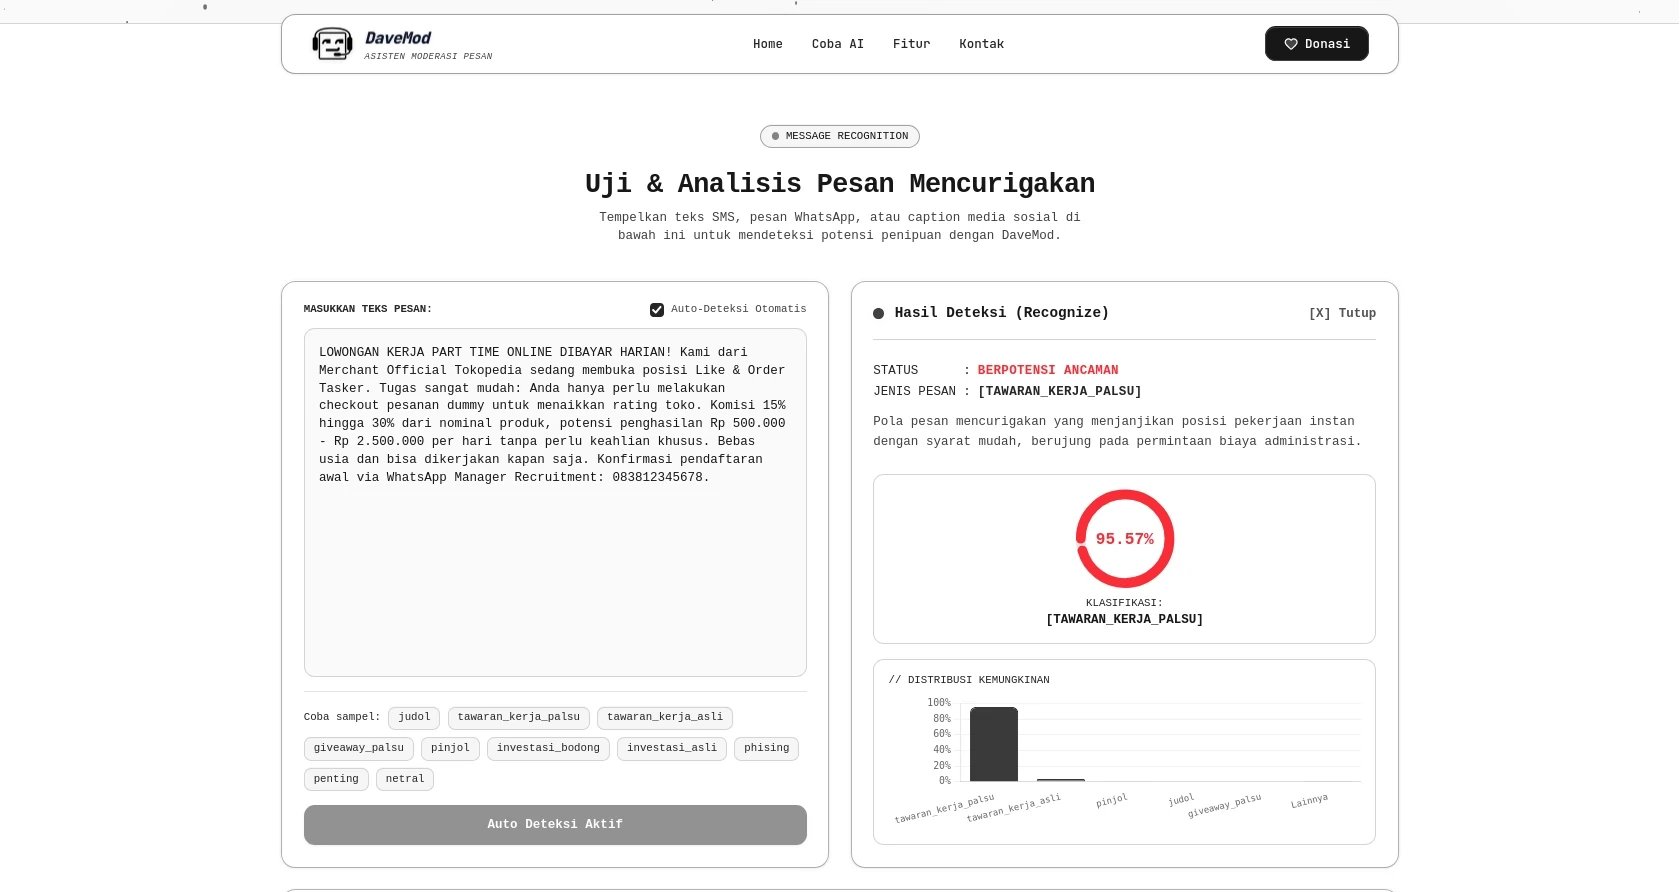 DaveMod
ASISTEN MODERASI PESAN
Home
Coba AI
Fitur
Kontak
Donasi
MESSAGE RECOGNITION
Uji & Analisis Pesan Mencurigakan
Tempelkan teks SMS, pesan WhatsApp, atau caption media sosial di
bawah ini untuk mendeteksi potensi penipuan dengan DaveMod.
MASUKKAN TEKS PESAN:
Auto-Deteksi Otomatis
LOWONGAN KERJA PART TIME ONLINE DIBAYAR HARIAN! Kami dari
Merchant Official Tokopedia sedang membuka posisi Like & Order
Tasker. Tugas sangat mudah: Anda hanya perlu melakukan
checkout pesanan dummy untuk menaikkan rating toko. Komisi 15%
hingga 30% dari nominal produk, potensi penghasilan Rp 500.000
- Rp 2.500.000 per hari tanpa perlu keahlian khusus. Bebas
usia dan bisa dikerjakan kapan saja. Konfirmasi pendaftaran
awal via WhatsApp Manager Recruitment: 083812345678.
Coba sampel:
judol
tawaran_kerja_palsu
tawaran_kerja_asli
giveaway_palsu
pinjol
investasi_bodong
investasi_asli
phising
penting
netral
Auto Deteksi Aktif
Hasil Deteksi (Recognize)
[X] Tutup
STATUS : BERPOTENSI ANCAMAN
JENIS PESAN : [TAWARAN_KERJA_PALSU]
Pola pesan mencurigakan yang menjanjikan posisi pekerjaan instan
dengan syarat mudah, berujung pada permintaan biaya administrasi.
95.57%
KLASIFIKASI:
[TAWARAN_KERJA_PALSU]
// DISTRIBUSI KEMUNGKINAN
100%
80%
60%
40%
20%
0%
tawaran_kerja_palsu
tawaran_kerja_asli
pinjol
judol
giveaway_palsu
Lainnya